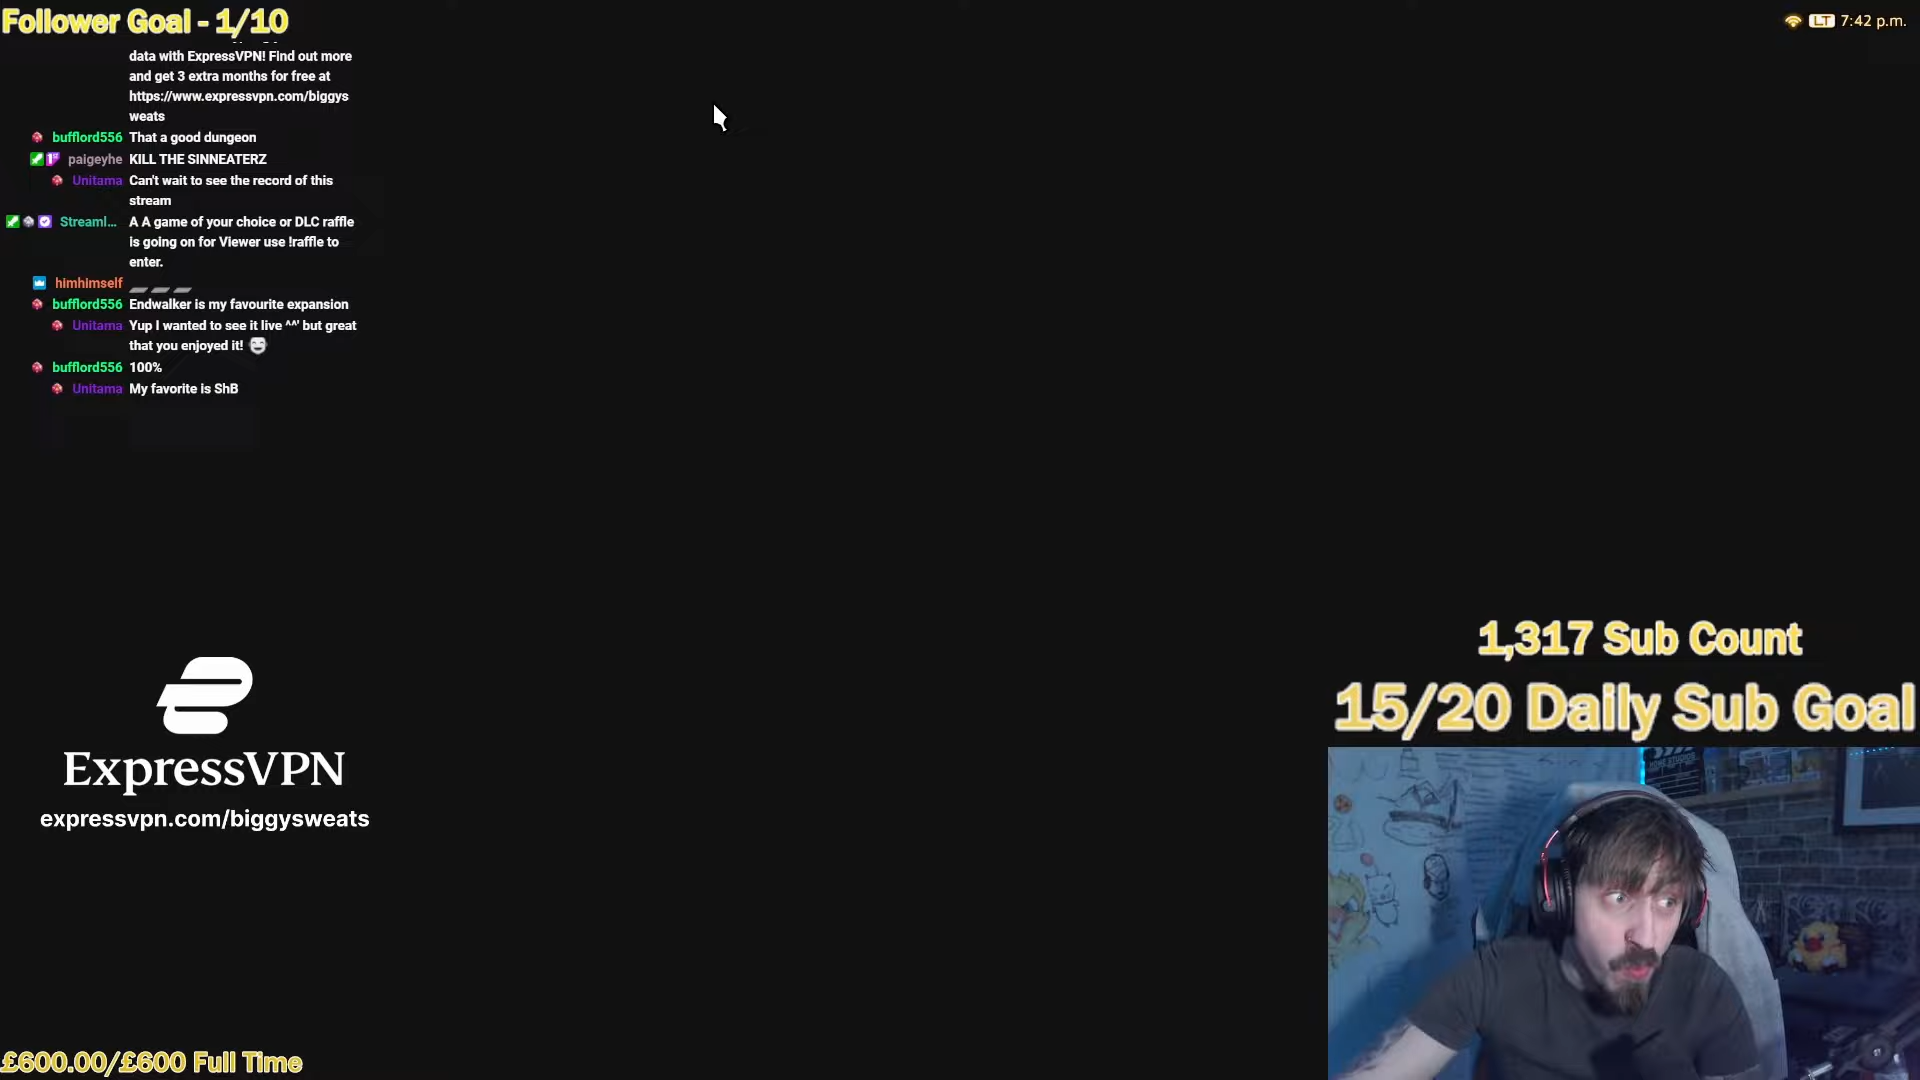 Follower Goal - 1/10
LT 7:42 p.m.
data with ExpressVPN! Find out more
and get 3 extra months for free at
https://www.expressvpn.com/biggys
weats
bufflord556 That a good dungeon
paigeyhe KILL THE SINNEATERZ
Unitama Can't wait to see the record of this
stream
Streaml... A A game of your choice or DLC raffle
is going on for Viewer use !raffle to
enter.
himhimself
bufflord556 Endwalker is my favourite expansion
Unitama Yup I wanted to see it live ^^' but great
that you enjoyed it!
bufflord556 100%
Unitama My favorite is ShB
1,317 Sub Count
15/20 Daily Sub Goal
ExpressVPN
expressvpn.com/biggysweats
£600.00/£600 Full Time